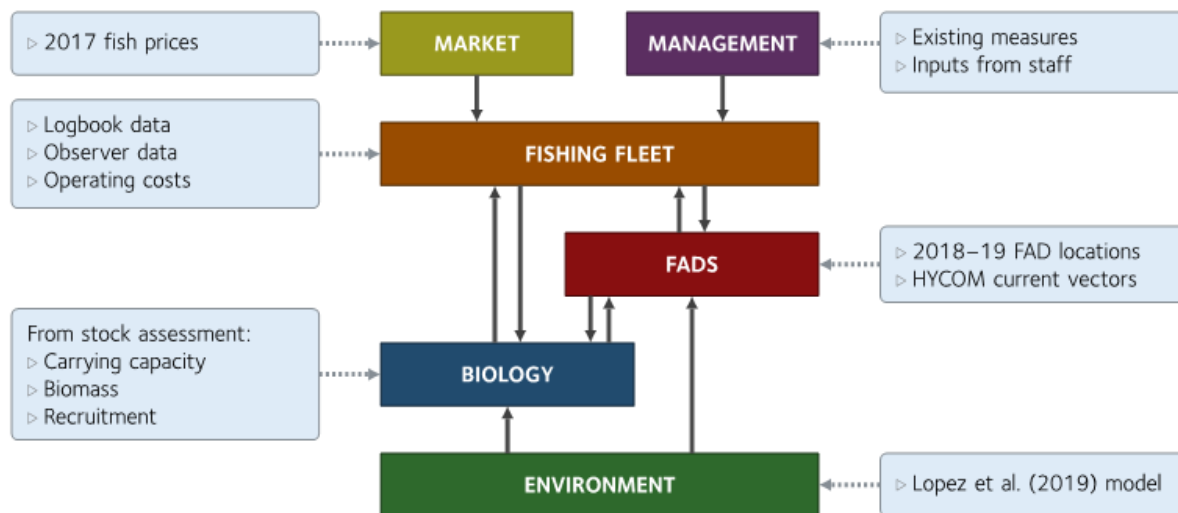 ▷ 2017 fish prices
MARKET
MANAGEMENT
▷ Existing measures
▷ Inputs from staff
▷ Logbook data
▷ Observer data
▷ Operating costs
FISHING FLEET
FADS
▷ 2018–19 FAD locations
▷ HYCOM current vectors
From stock assessment:
▷ Carrying capacity
▷ Biomass
▷ Recruitment
BIOLOGY
ENVIRONMENT
▷ Lopez et al. (2019) model